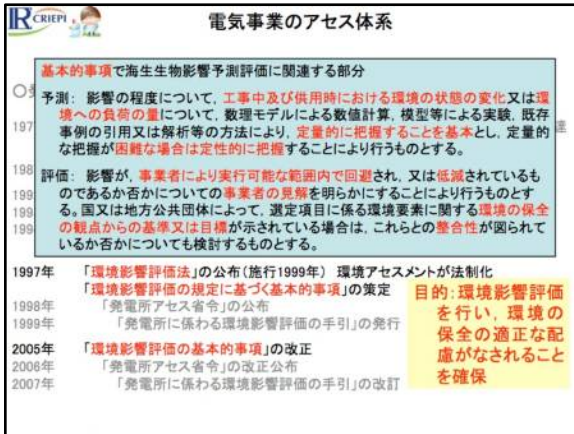 CRIEPI
電気事業のアセス体系
基本的事項で海生生物影響予測評価に関連する部分
予測: 影響の程度について,工事中及び供用時における環境の状態の変化又は環
境への負荷の量について,数理モデルによる数値計算,模型等による実験,既存
事例の引用又は解析等の方法により,定量的に把握することを基本とし,定量的
な把握が困難な場合は定性的に把握することにより行うものとする。
評価: 影響が,事業者により実行可能な範囲内で回避され,又は低減されているも
のであるか否かについての事業者の見解を明らかにすることにより行うものとす
る。国又は地方公共団体によって,選定項目に係る環境要素に関する環境の保全
の観点からの基準又は目標が示されている場合は,これらとの整合性が図られて
いるか否かについても検討するものとする。
1997年 「環境影響評価法」の公布(施行1999年) 環境アセスメントが法制化
「環境影響評価の規定に基づく基本的事項」の策定
1998年 「発電所アセス省令」の公布
1999年 「発電所に係わる環境影響評価の手引」の発行
2005年 「環境影響評価の基本的事項」の改正
2006年 「発電所アセス省令」の改正公布
2007年 「発電所に係わる環境影響評価の手引」の改訂
目的:環境影響評価
を行い,環境の
保全の適正な配
慮がなされること
を確保